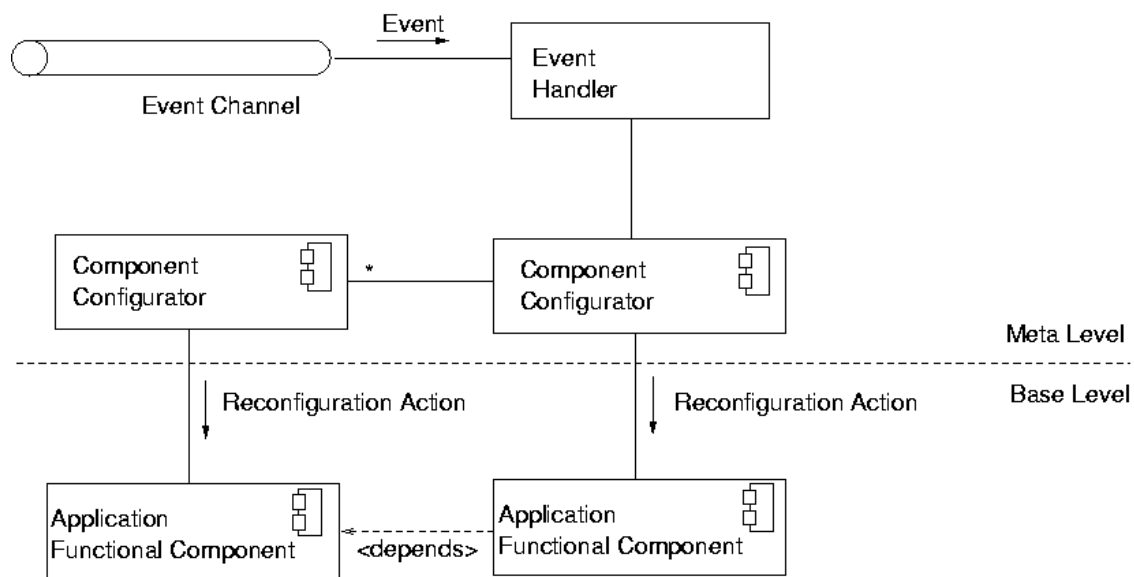 Event
Event
Handler
Event Channel
Component
Configurator
*
Component
Configurator
Meta Level
Base Level
Reconfiguration Action
Reconfiguration Action
Application
Functional Component
<depends>
Application
Functional Component